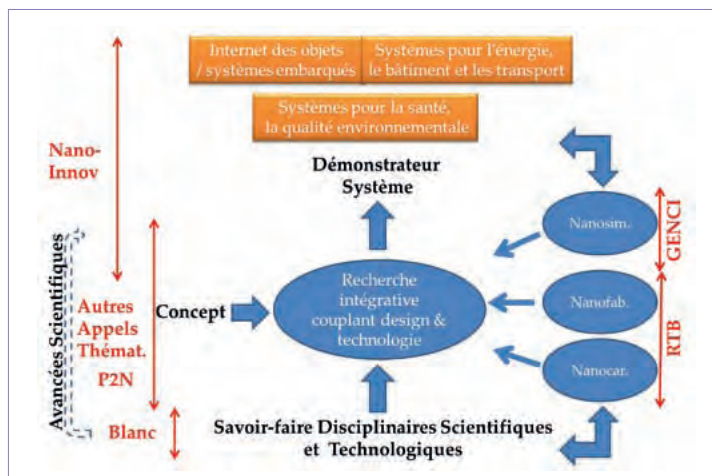 Internet des objets
/ systèmes embarqués
Systèmes pour l'énergie,
le bâtiment et les transport
Systèmes pour la santé,
la qualité environnementale
Nano-
Innov
Démonstrateur
Système
Nanosim.
GENCI
Avancées Scientifiques
Autres
Appels
Thémat.
P2N
Concept
Recherche
intégrative
couplant design &
technologie
Nanofab.
RTB
Nanocar.
Blanc
Savoir-faire Disciplinaires Scientifiques
et Technologiques